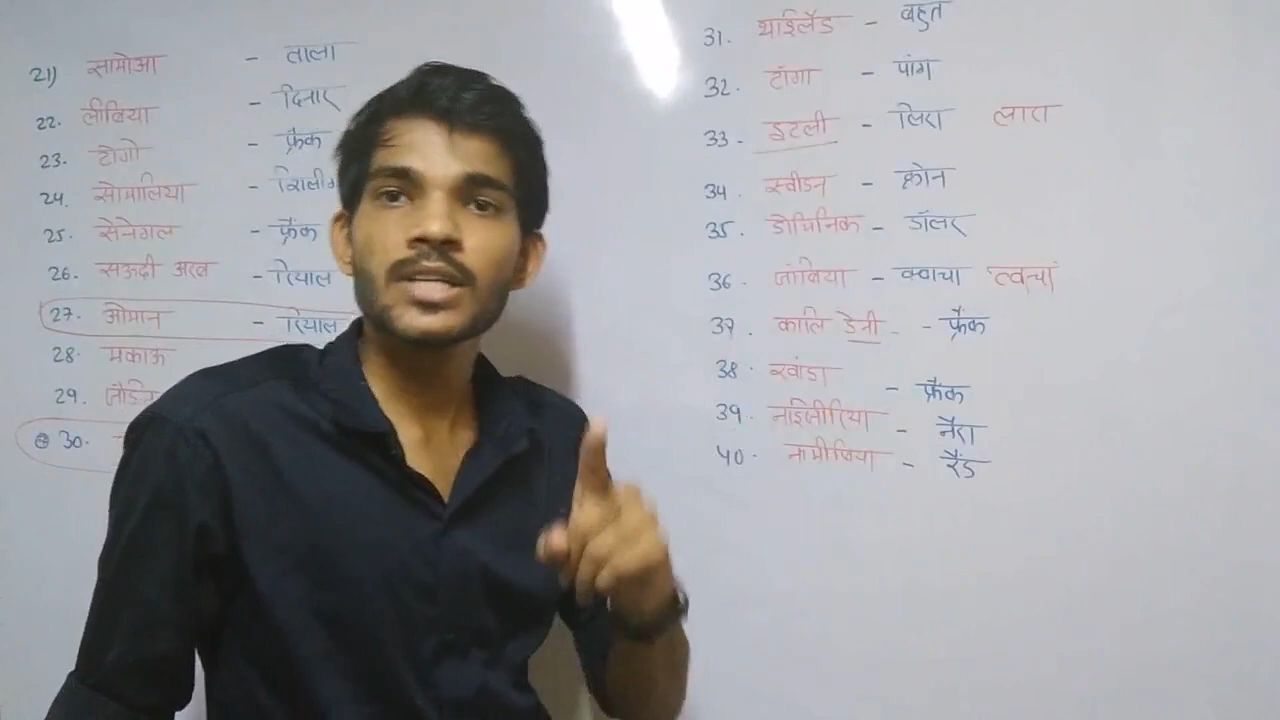 21) सामोआ - ताला
22. लीबिया - दिनार
23. टोगो - फ्रैंक
24. सोमालिया - शिलींग
25. सेनेगल - फ्रैंक
26. सऊदी अरब - रियाल
27. ओमान - रियाल
28. मकाऊ
29.
30.
31. थाईलैंड - बहुत
32. टोंगा - पांग
33. इटली - लिरा लारा
34. स्वीडन - क्रोन
35. डोमिनिक - डॉलर
36. जांबिया - क्वाचा त्वचा
37. कालि डेनी - फ्रैंक
38. रवांडा - फ्रैंक
39. नाइजीरिया - नैरा
40. नामीबिया - रैंड